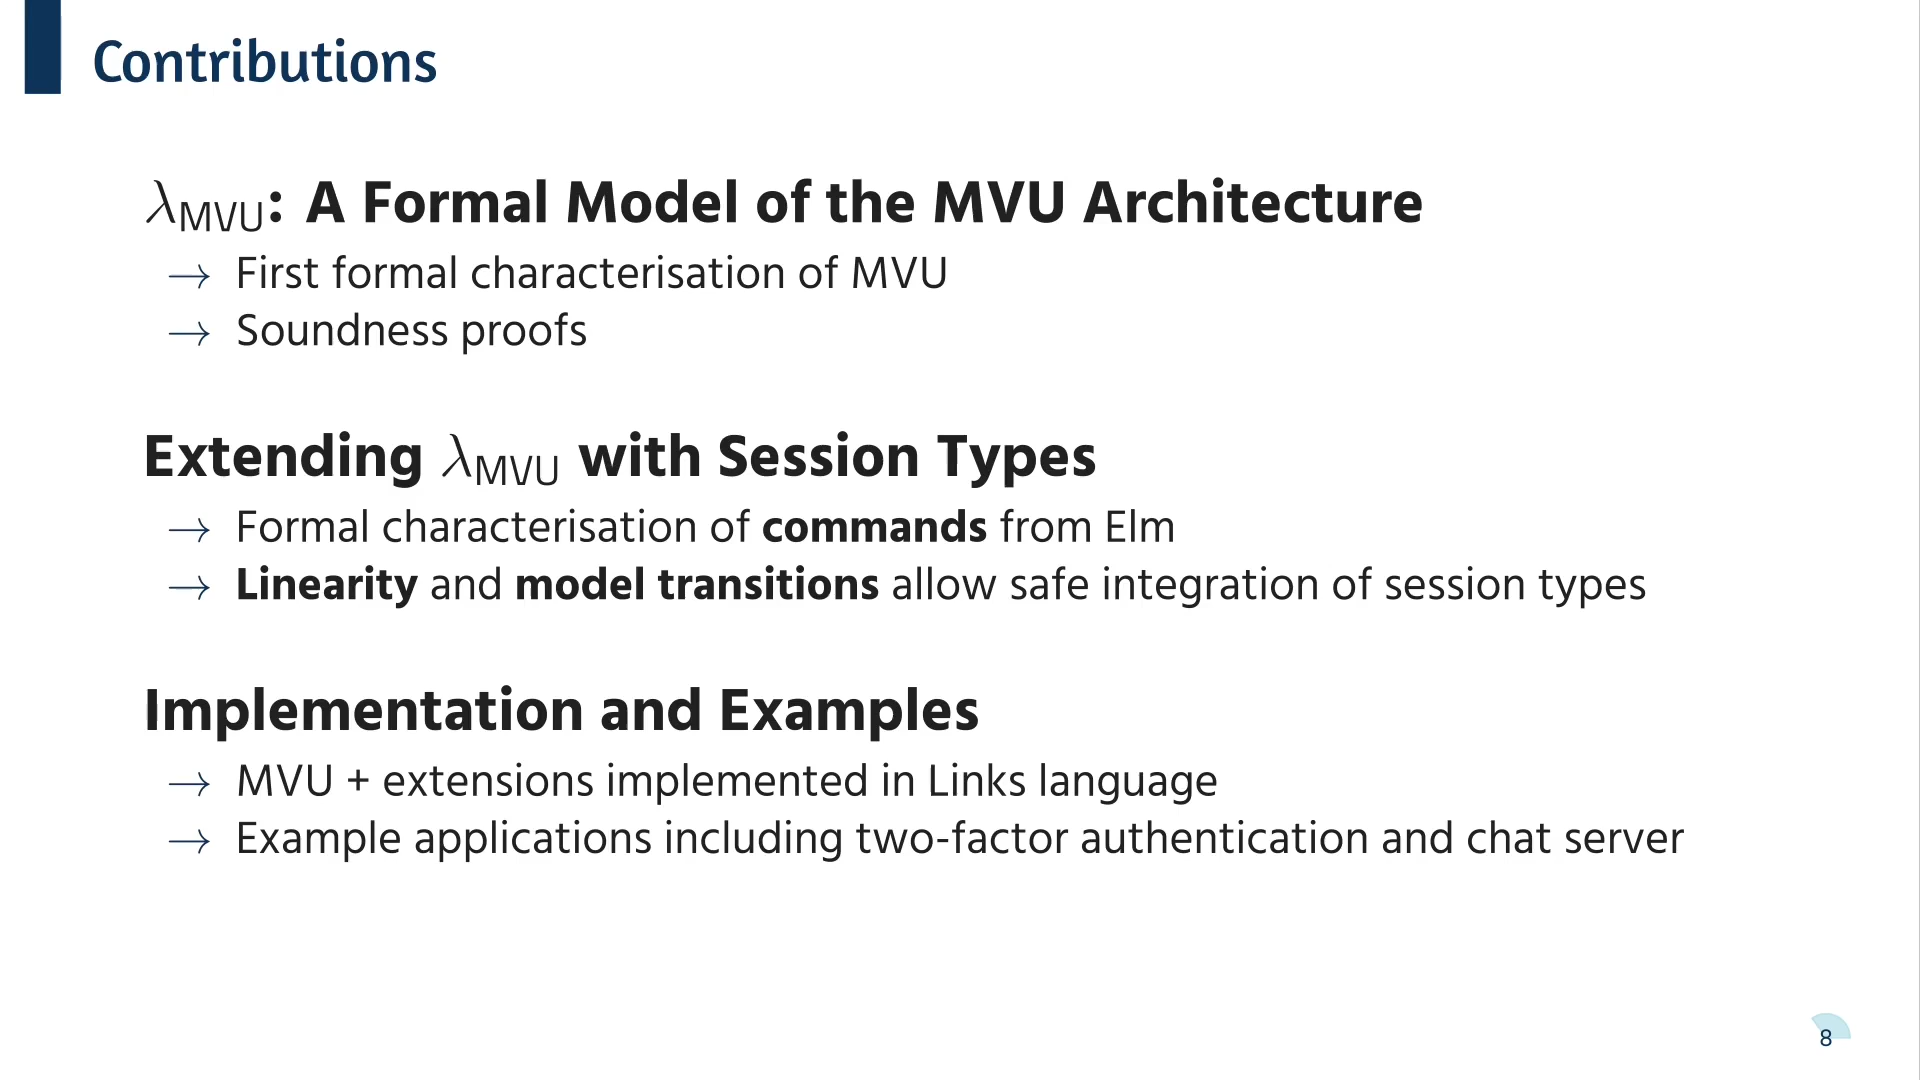 Contributions
λMVU: A Formal Model of the MVU Architecture
→ First formal characterisation of MVU
→ Soundness proofs
Extending λMVU with Session Types
→ Formal characterisation of commands from Elm
→ Linearity and model transitions allow safe integration of session types
Implementation and Examples
→ MVU + extensions implemented in Links language
→ Example applications including two-factor authentication and chat server
8